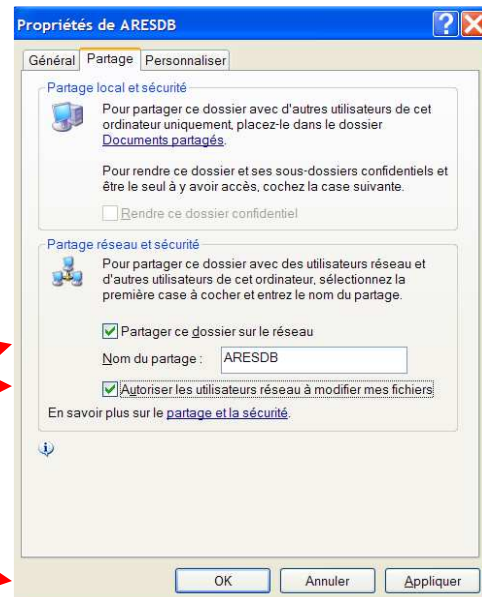 Propriétés de ARESDB
Général Partage Personnaliser
Partage local et sécurité
Pour partager ce dossier avec d'autres utilisateurs de cet
ordinateur uniquement, placez-le dans le dossier
Documents partagés.
Pour rendre ce dossier et ses sous-dossiers confidentiels et
être le seul à y avoir accès, cochez la case suivante.
Rendre ce dossier confidentiel
Partage réseau et sécurité
Pour partager ce dossier avec des utilisateurs réseau et
d'autres utilisateurs de cet ordinateur, sélectionnez la
première case à cocher et entrez le nom du partage.
Partager ce dossier sur le réseau
Nom du partage : ARESDB
Autoriser les utilisateurs réseau à modifier mes fichiers
En savoir plus sur le partage et la sécurité.
OK Annuler Appliquer